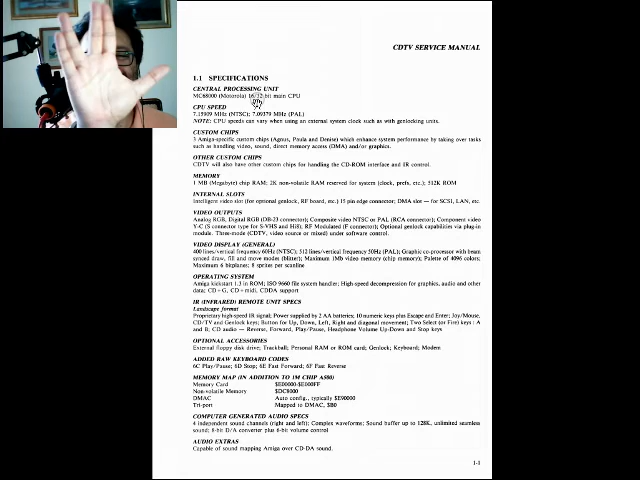 CDTV SERVICE MANUAL
1.1 SPECIFICATIONS
CENTRAL PROCESSING UNIT
MC68000 (Motorola) 16/32-bit main CPU
CPU SPEED
7.15909 MHz (NTSC); 7.09379 MHz (PAL)
NOTE: CPU speeds can vary when using an external system clock such as with genlocking units.
CUSTOM CHIPS
3 Amiga-specific custom chips (Agnus, Paula and Denise) which enhance system performance by taking over tasks
such as handling video, sound, direct memory access (DMA) and/or graphics.
OTHER CUSTOM CHIPS
CDTV will also have other custom chips for handling the CD-ROM interface and IR control.
MEMORY
1 MB (Megabyte) chip RAM; 2K non-volatile RAM reserved for system (clock, prefs, etc.); 512K ROM
INTERNAL SLOTS
Intelligent video slot (for optional genlock, RF board, etc.) 15 pin edge connector; DMA slot — for SCSI, LAN, etc.
VIDEO OUTPUTS
Analog RGB, Digital RGB (DB-23 connector); Composite video NTSC or PAL (RCA connector); Component video
Y-C (S connector type for S-VHS and Hi8); RF Modulated (F connector); Optional genlock capabilities via plug-in
module. Three-mode (CDTV, video source or mixed) under software control.
VIDEO DISPLAY (GENERAL)
400 lines/vertical frequency 60Hz (NTSC); 512 lines/vertical frequency 50Hz (PAL); Graphic co-processor with beam
synced draw, fill and move modes (blitter); Maximum 1Mb video memory (chip memory); Palette of 4096 colors;
Maximum 6 bitplanes; 8 sprites per scanline
OPERATING SYSTEM
Amiga kickstart 1.3 in ROM; ISO 9660 file system handler; High-speed decompression for graphics, audio and other
data; CD+G, CD+midi, CDDA support
IR (INFRARED) REMOTE UNIT SPECS
Landscape format
Proprietary high-speed IR signal; Power supplied by 2 AA batteries; 10 numeric keys plus Escape and Enter; Joy/Mouse,
CD/TV and Genlock keys; Button for Up, Down, Left, Right and diagonal movement; Two Select (or Fire) keys: A
and B; CD audio — Reverse, Forward, Play/Pause, Headphone Volume Up-Down and Stop keys
OPTIONAL ACCESSORIES
External floppy disk drive; Trackball; Personal RAM or ROM card; Genlock; Keyboard; Modem
ADDED RAW KEYBOARD CODES
6C Play/Pause; 6D Stop; 6E Fast Forward; 6F Fast Reverse
MEMORY MAP (IN ADDITION TO 1M CHIP A500)
Memory Card $E00000-$E000FF
Non-volatile Memory $DC8000
DMAC Auto config., typically $E90000
Tri-port Mapped to DMAC, $B0
COMPUTER GENERATED AUDIO SPECS
4 independent sound channels (right and left); Complex waveforms; Sound buffer up to 128K, unlimited seamless
sound; 8-bit D/A converter plus 6-bit volume control
AUDIO EXTRAS
Capable of sound mapping Amiga over CD-DA sound.
1-1